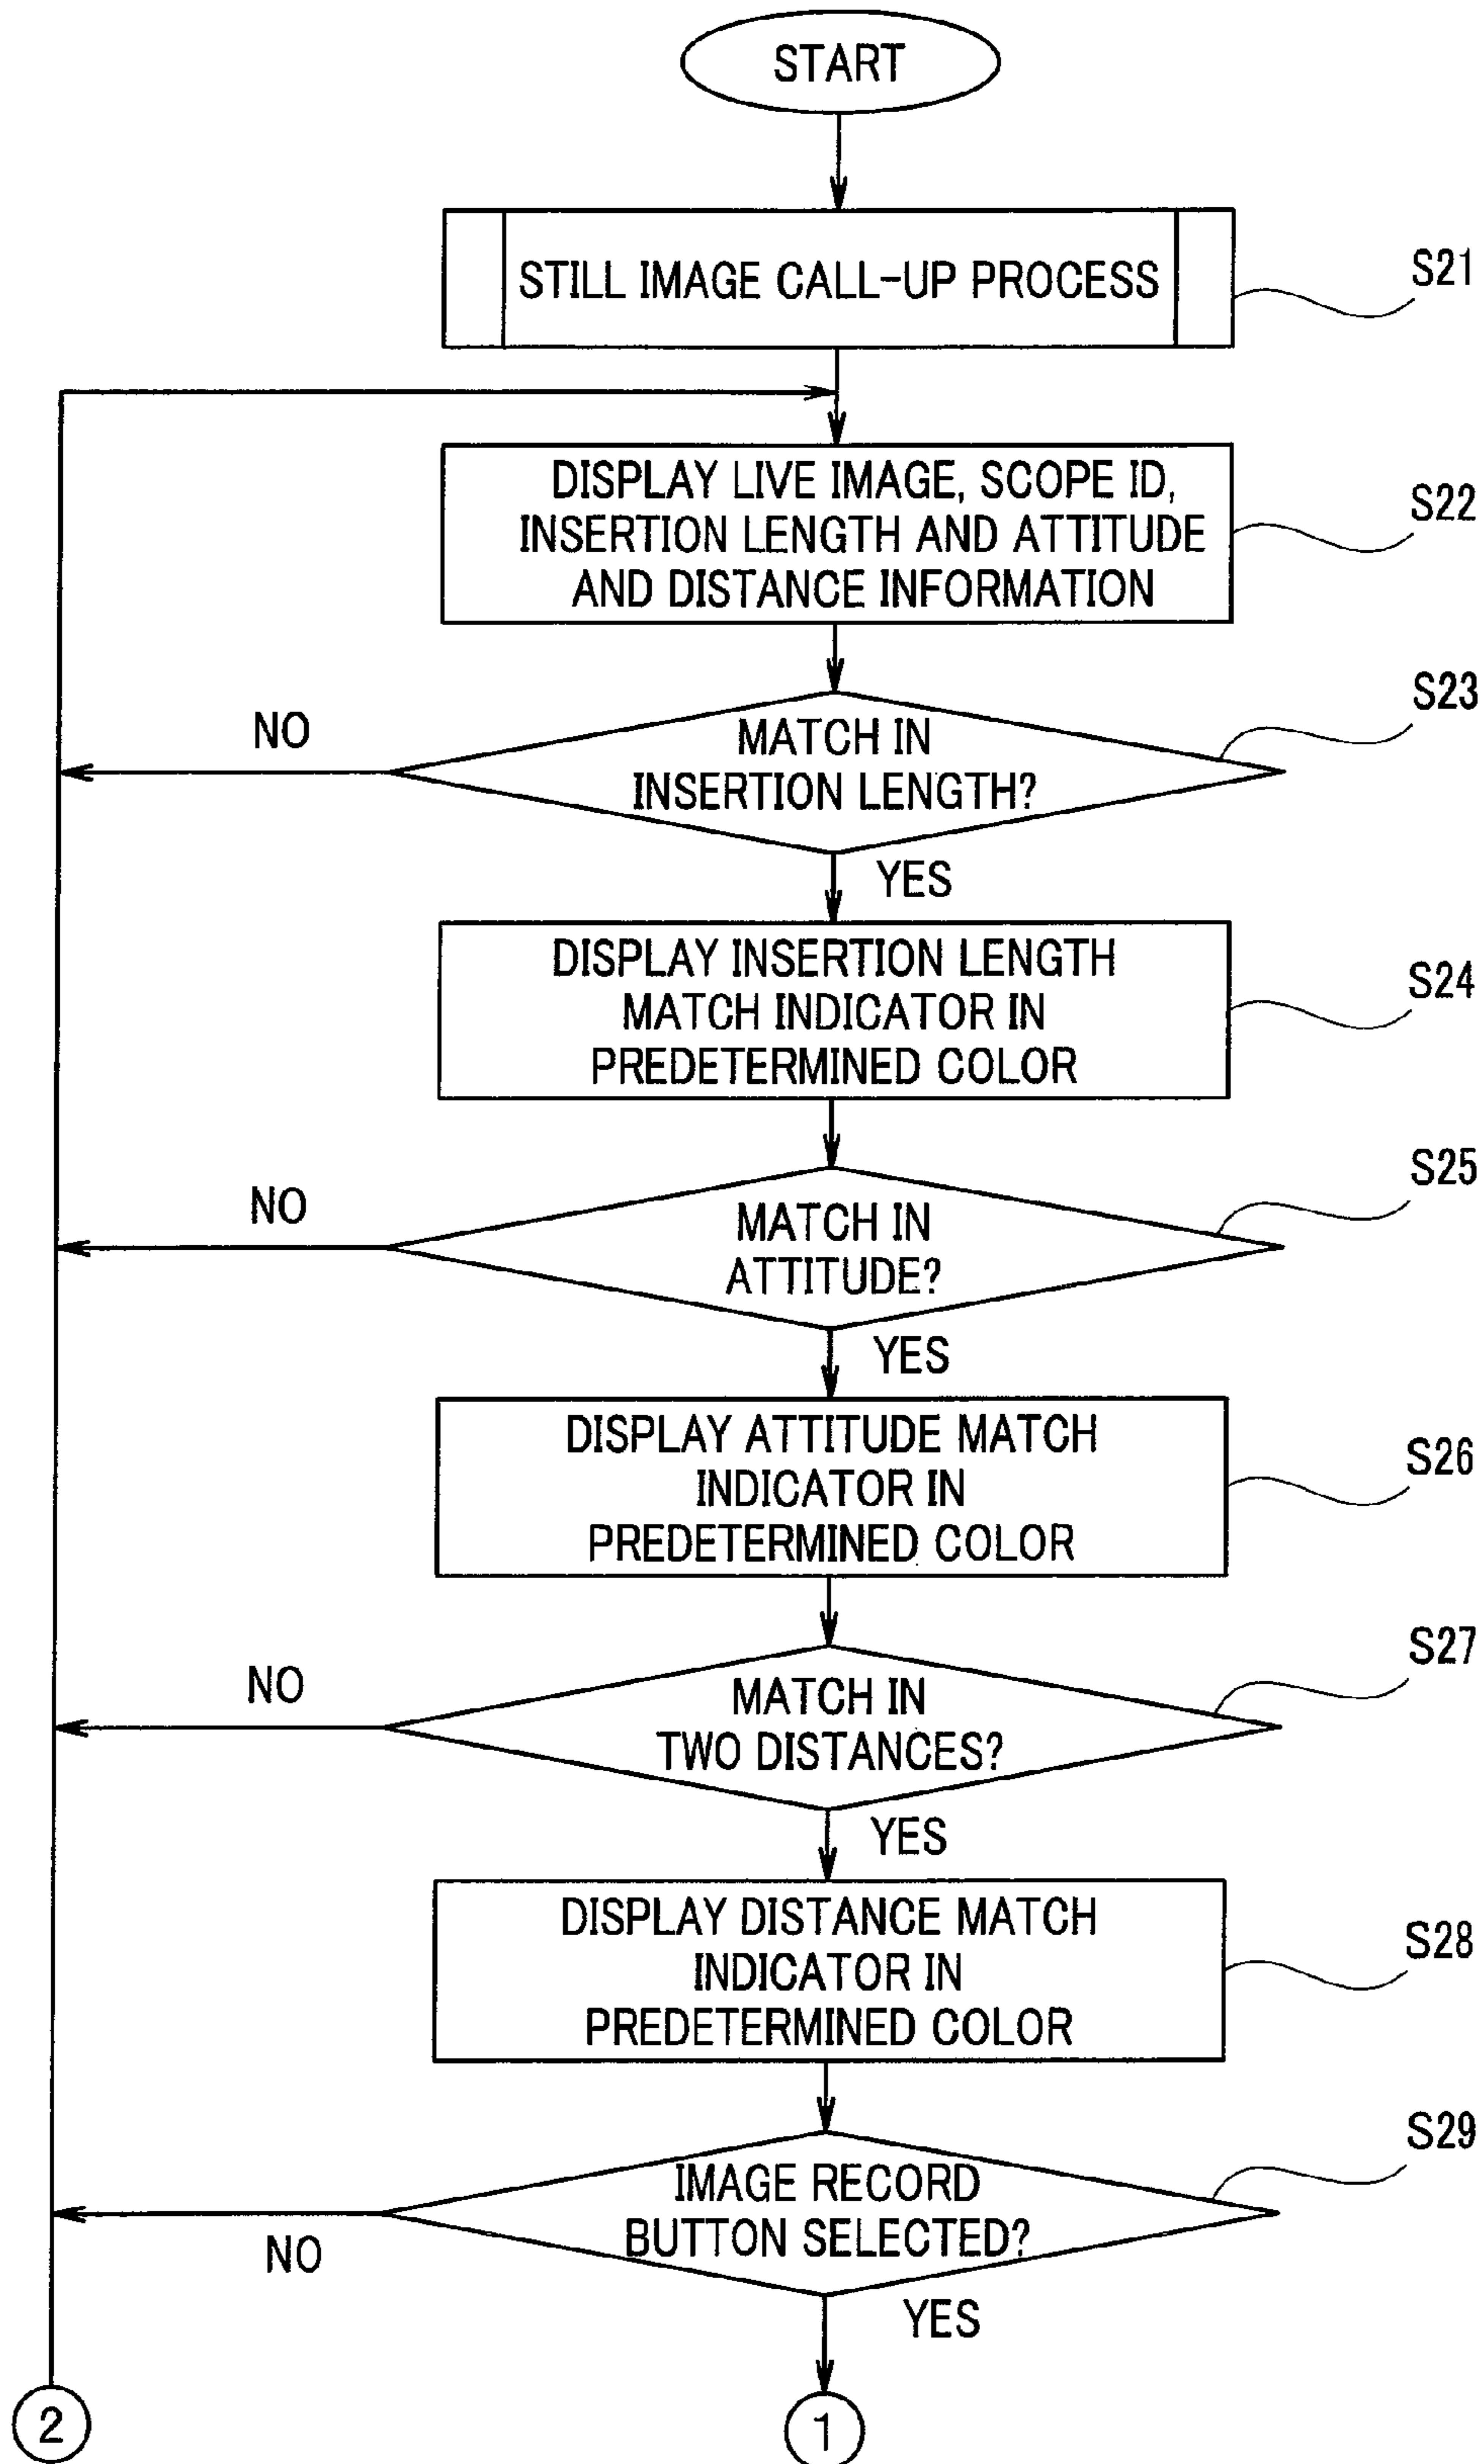 START
STILL IMAGE CALL-UP PROCESS
S21
DISPLAY LIVE IMAGE, SCOPE ID,
INSERTION LENGTH AND ATTITUDE
AND DISTANCE INFORMATION
S22
MATCH IN
INSERTION LENGTH?
S23
NO
YES
DISPLAY INSERTION LENGTH
MATCH INDICATOR IN
PREDETERMINED COLOR
S24
MATCH IN
ATTITUDE?
S25
NO
YES
DISPLAY ATTITUDE MATCH
INDICATOR IN
PREDETERMINED COLOR
S26
MATCH IN
TWO DISTANCES?
S27
NO
YES
DISPLAY DISTANCE MATCH
INDICATOR IN
PREDETERMINED COLOR
S28
IMAGE RECORD
BUTTON SELECTED?
S29
NO
YES
2
1